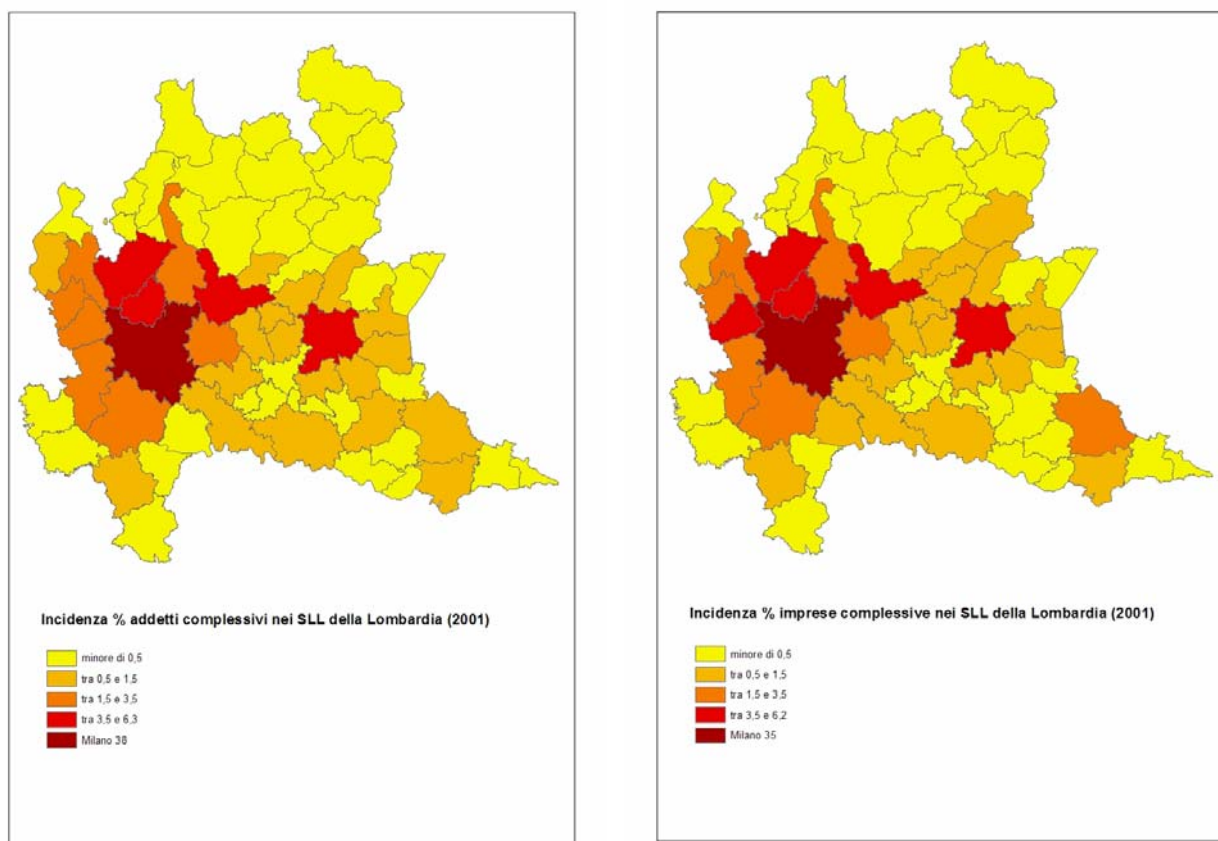 Incidenza % addetti complessivi nei SLL della Lombardia (2001)
minore di 0,5
tra 0,5 e 1,5
tra 1,5 e 3,5
tra 3,5 e 6,3
Milano 38
Incidenza % imprese complessive nei SLL della Lombardia (2001)
minore di 0,5
tra 0,5 e 1,5
tra 1,5 e 3,5
tra 3,5 e 6,2
Milano 35